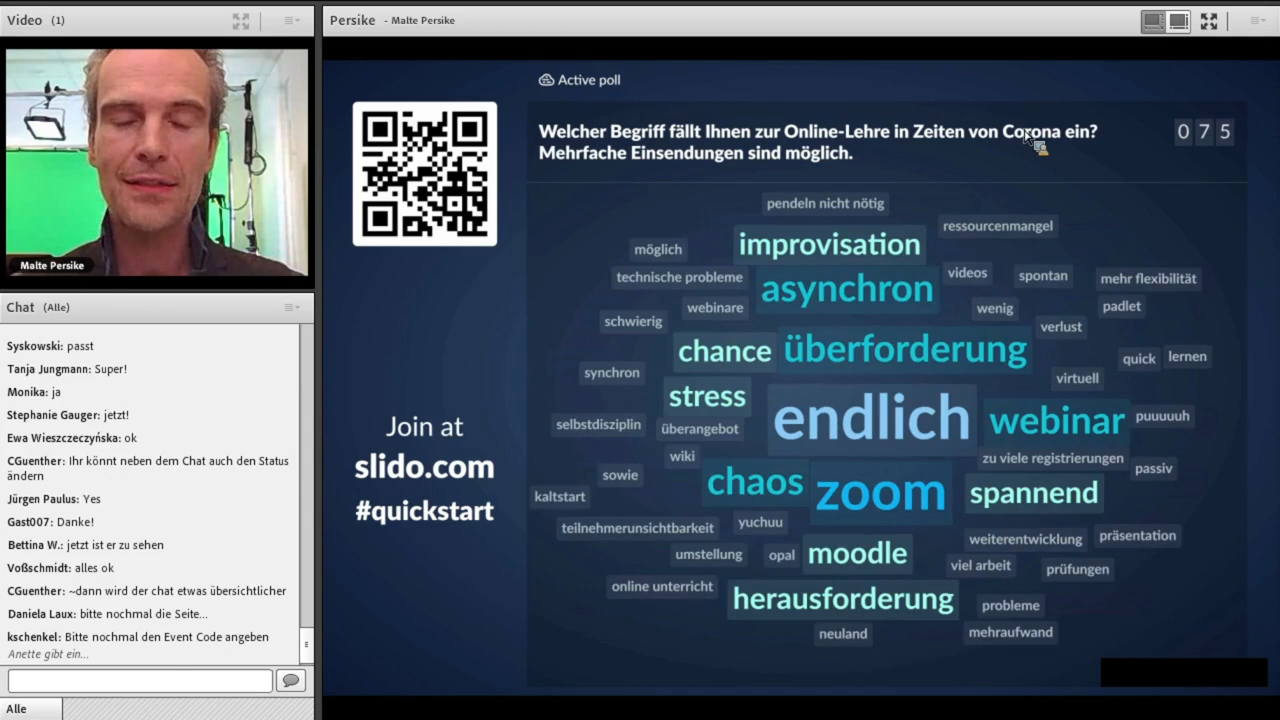 Video (1)
Malte Persike
Chat (Alle)
Syskowski: passt
Tanja Jungmann: Super!
Monika: ja
Stephanie Gauger: jetzt!
Ewa Wieszczeczyńska: ok
CGuenther: Ihr könnt neben dem Chat auch den Status
ändern
Jürgen Paulus: Yes
Gast007: Danke!
Bettina W.: jetzt ist er zu sehen
Voßschmidt: alles ok
CGuenther: ~dann wird der chat etwas übersichtlicher
Daniela Laux: bitte nochmal die Seite...
kschenkel: Bitte nochmal den Event Code angeben
Anette gibt ein...
Alle
Persike - Malte Persike
Active poll
Welcher Begriff fällt Ihnen zur Online-Lehre in Zeiten von Corona ein?
Mehrfache Einsendungen sind möglich.
075
Join at
slido.com
#quickstart
pendeln nicht nötig
ressourcenmangel
möglich
improvisation
technische probleme
asynchron
videos
spontan
mehr flexibilität
webinare
wenig
padlet
schwierig
verlust
chance
überforderung
quick
lernen
synchron
virtuell
stress
endlich
webinar
puuuuuh
selbstdisziplin
überangebot
wiki
zu viele registrierungen
passiv
sowie
chaos
zoom
spannend
kaltstart
teilnehmerunsichtbarkeit
yuchuu
weiterentwicklung
präsentation
umstellung
opal
moodle
viel arbeit
prüfungen
online unterricht
herausforderung
probleme
neuland
mehraufwand